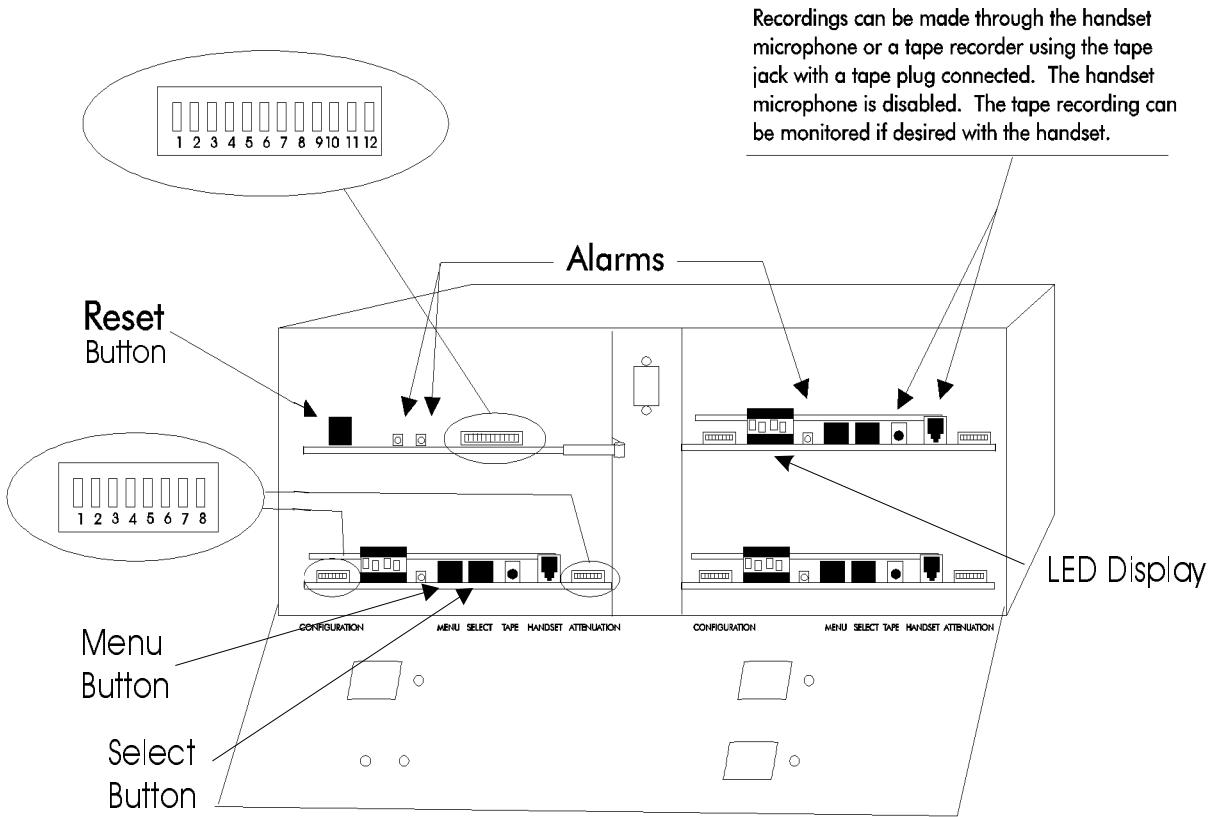 Recordings can be made through the handset
microphone or a tape recorder using the tape
jack with a tape plug connected. The handset
microphone is disabled. The tape recording can
be monitored if desired with the handset.
1 2 3 4 5 6 7 8 9 10 11 12
Alarms
Reset
Button
1 2 3 4 5 6 7 8
LED Display
CONFIGURATION MENU SELECT TAPE HANDSET ATTENUATION
CONFIGURATION MENU SELECT TAPE HANDSET ATTENUATION
Menu
Button
Select
Button